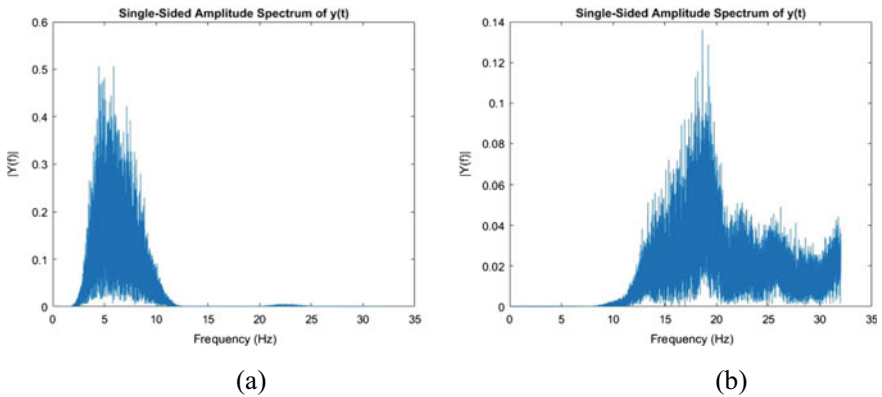 Single-Sided Amplitude Spectrum of y(t)
0.6
0.5
0.4
0.3
0.2
0.1
0
|Y(f)|
0 5 10 15 20 25 30 35
Frequency (Hz)
(a)
Single-Sided Amplitude Spectrum of y(t)
0.14
0.12
0.1
0.08
0.06
0.04
0.02
0
|Y(f)|
0 5 10 15 20 25 30 35
Frequency (Hz)
(b)